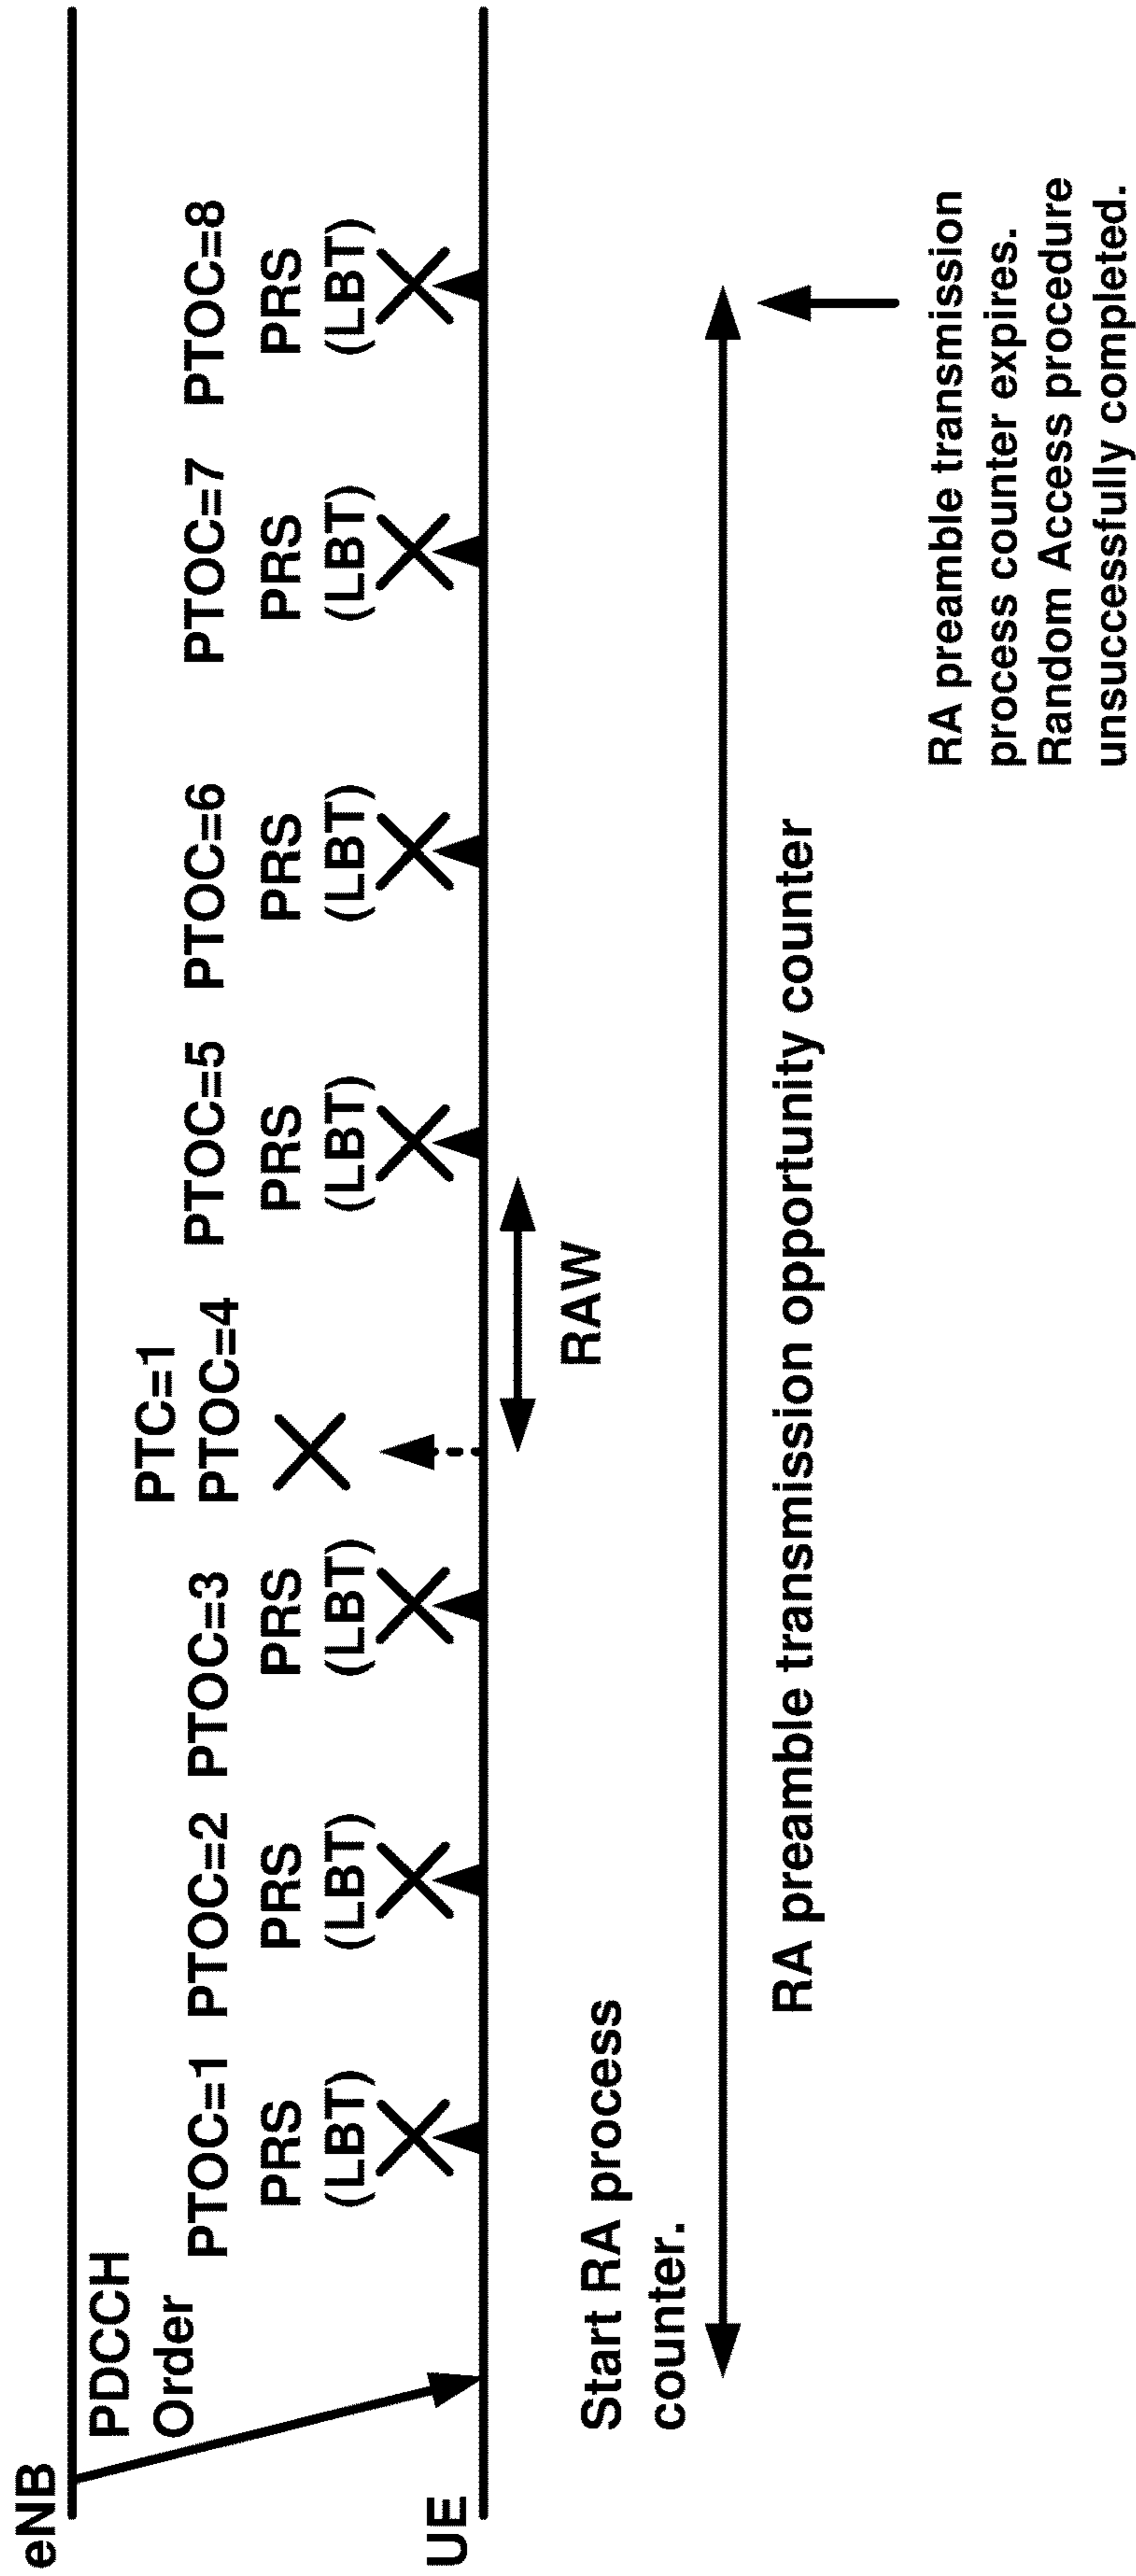 eNB
PDCCH
Order
PTOC=1
PRS
(LBT)
PTOC=2
PRS
(LBT)
PTOC=3
PRS
(LBT)
PTC=1
PTOC=4
PTOC=5
PRS
(LBT)
PTOC=6
PRS
(LBT)
PTOC=7
PRS
(LBT)
PTOC=8
PRS
(LBT)
UE
RAW
Start RA process
counter.
RA preamble transmission opportunity counter
RA preamble transmission
process counter expires.
Random Access procedure
unsuccessfully completed.